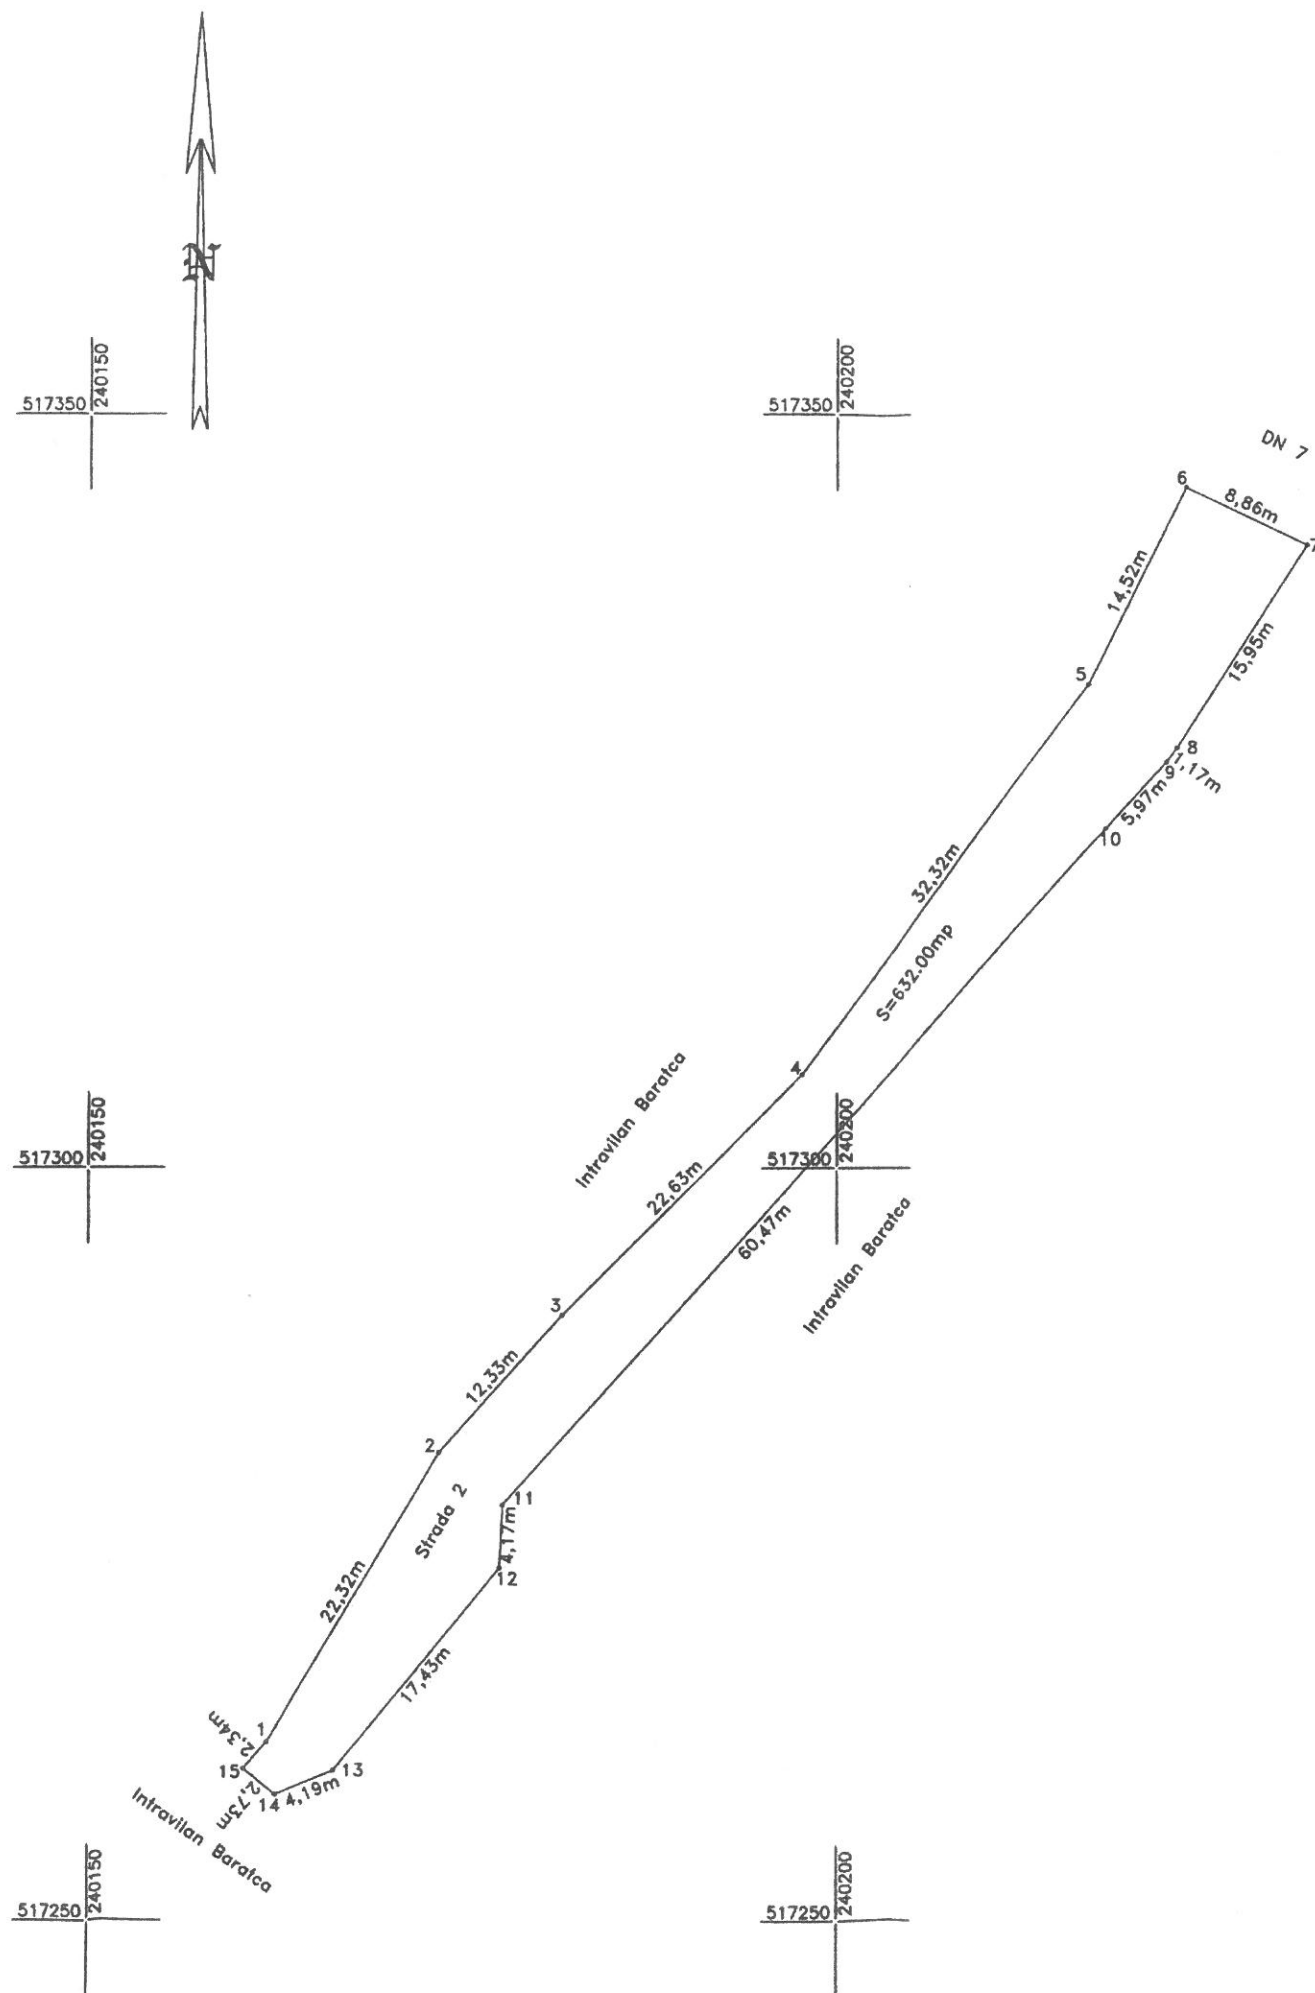 N
240150
517350
240200
517350
DN 7
6
8,86m
7
14,52m
15,95m
5
8
1,17m
9
5,97m
10
32,32m
S=632.00mp
4
Intravilan Baratca
240150
517300
240200
517300
22,63m
60,47m
Intravilan Baratca
3
12,33m
2
11
Strada 2
4,17m
12
22,32m
17,43m
1
2,34m
15
13
14
4,19m
2,73m
Intravilan Baratca
240150
517250
240200
517250